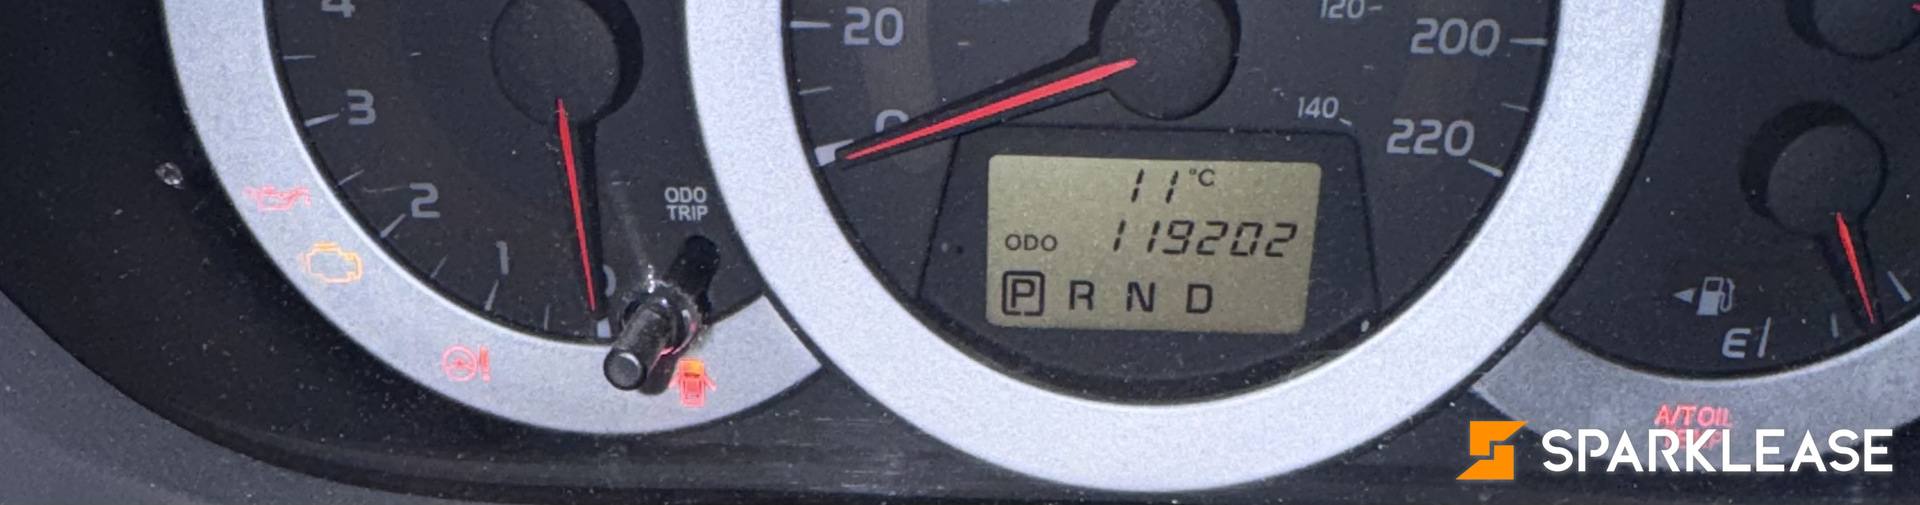 4
3
2
1
ODO
TRIP
20
0
120
200
140
220
11°C
ODO 119202
P R N D
E
A/T OIL
SPARKLEASE